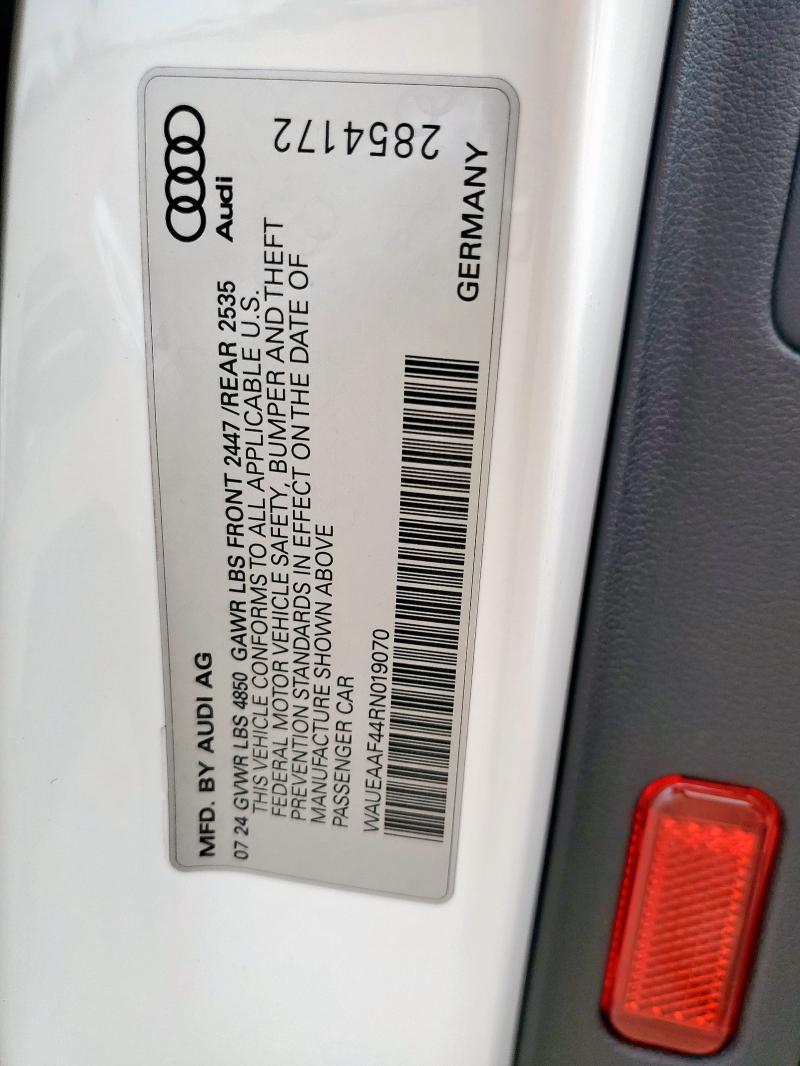 MFD. BY AUDI AG
07 24 GVWR LBS 4850 GAWR LBS FRONT 2447 /REAR 2535
THIS VEHICLE CONFORMS TO ALL APPLICABLE U.S.
FEDERAL MOTOR VEHICLE SAFETY, BUMPER AND THEFT
PREVENTION STANDARDS IN EFFECT ON THE DATE OF
MANUFACTURE SHOWN ABOVE
PASSENGER CAR
WAUEAAF44RN019070
Audi
2854172
GERMANY